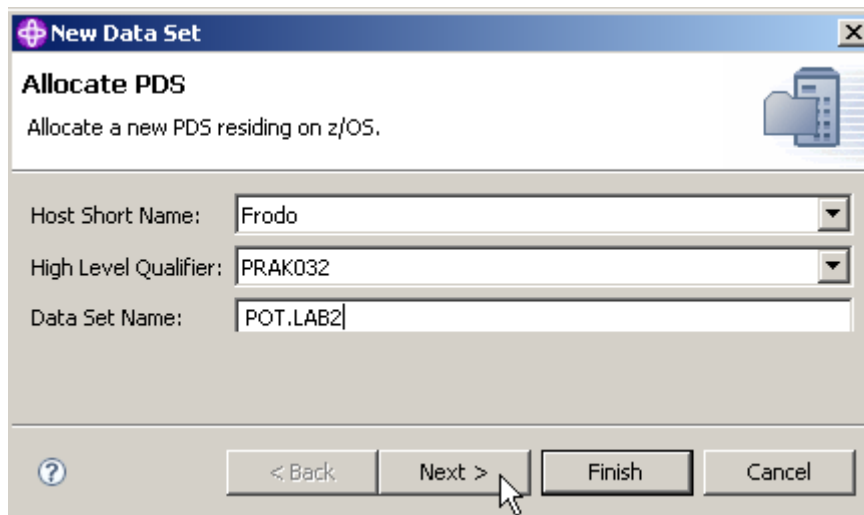 New Data Set
Allocate PDS
Allocate a new PDS residing on z/OS.
Host Short Name: Frodo
High Level Qualifier: PRAK032
Data Set Name: POT.LAB2
? < Back Next > Finish Cancel